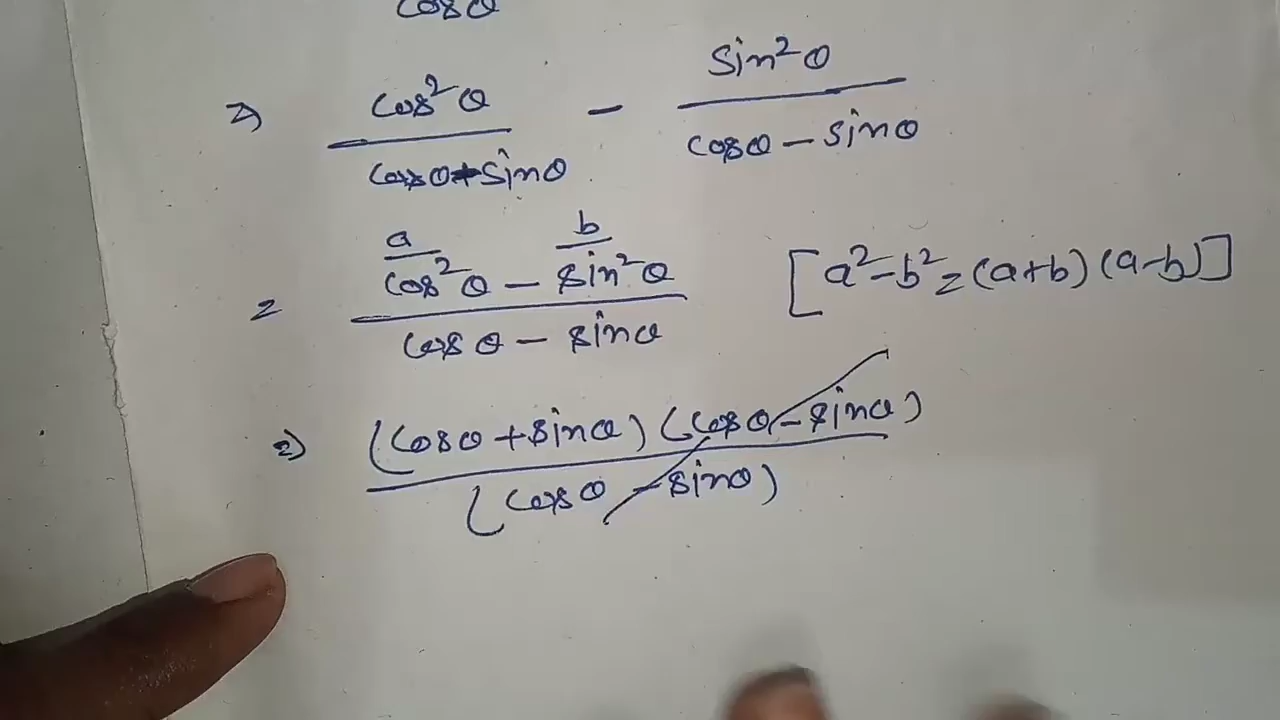 cosθ
⇒ cos²θ / cosθ+sinθ − sin²θ / cosθ − sinθ
a b
= cos²θ − sin²θ / cosθ − sinθ [a²−b² = (a+b) (a−b)]
⇒ (cosθ + sinθ) (cosθ − sinθ) / (cosθ − sinθ)